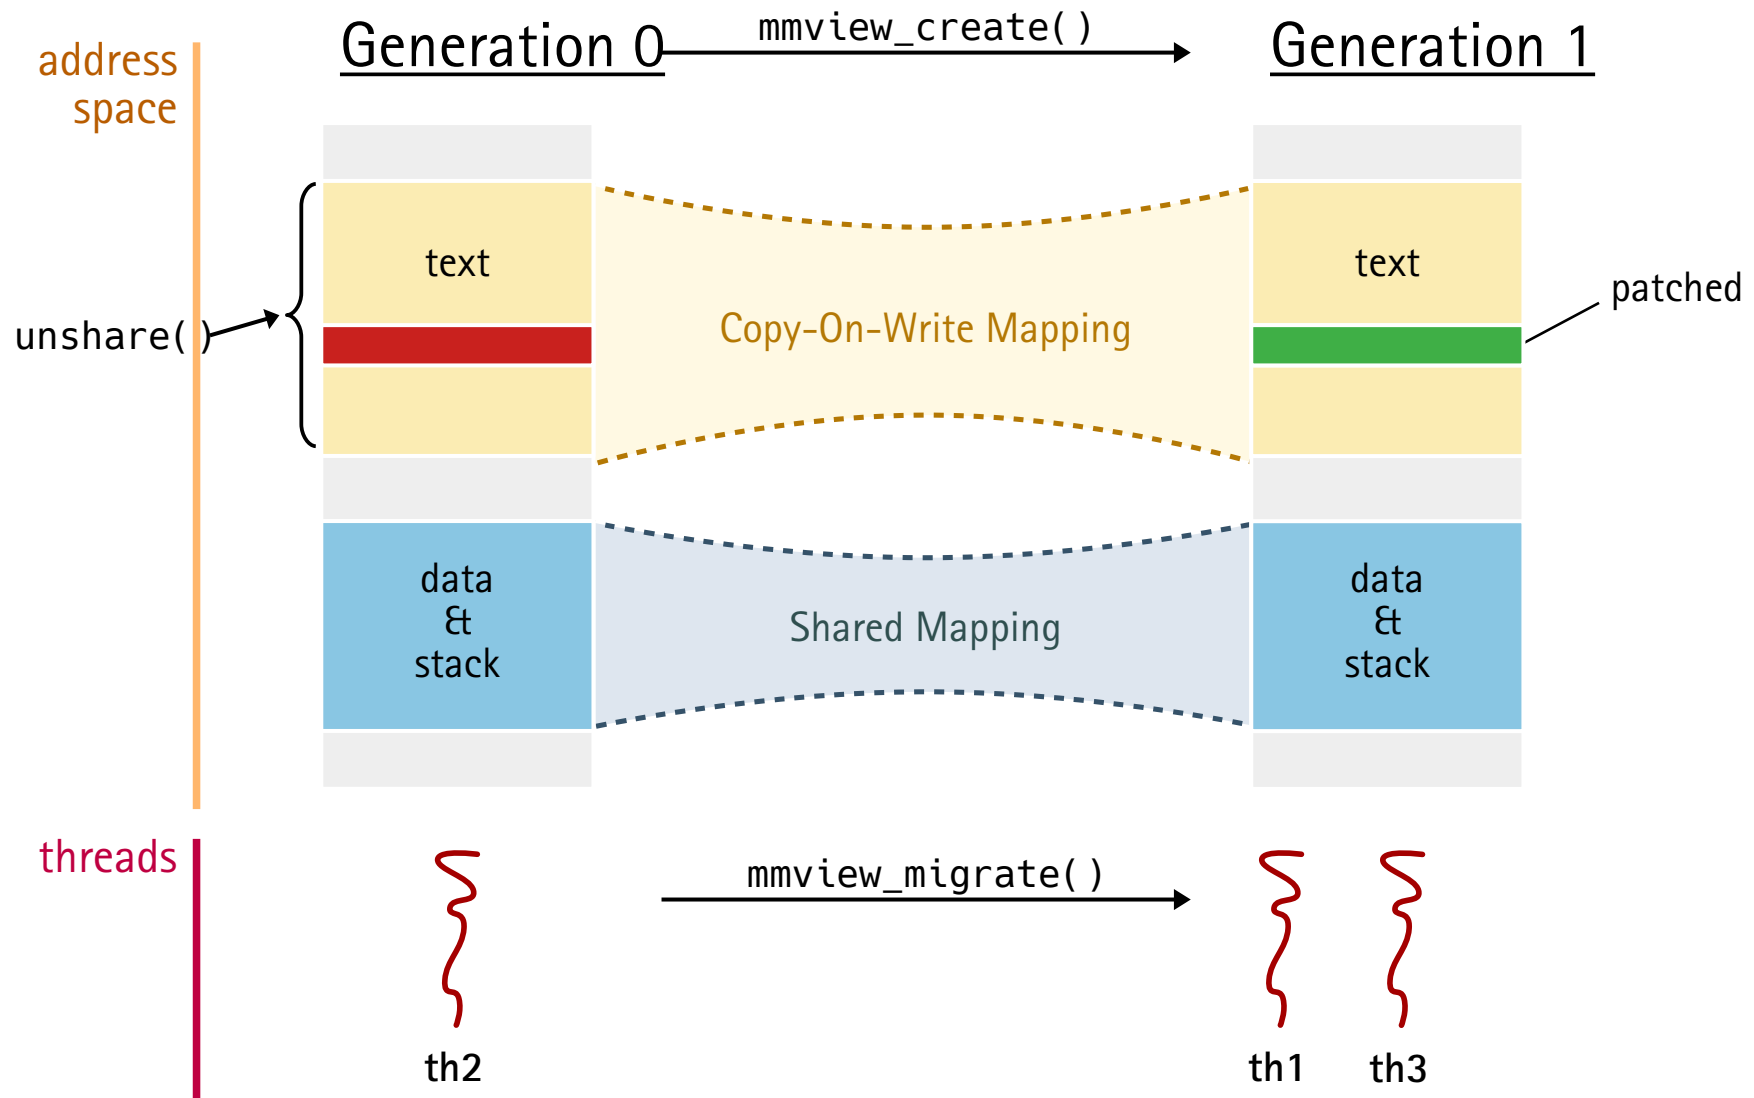 address
space
Generation 0
mmview_create()
Generation 1
text
text
patched
unshare()
Copy-On-Write Mapping
data
&
stack
Shared Mapping
data
&
stack
threads
mmview_migrate()
th2
th1
th3